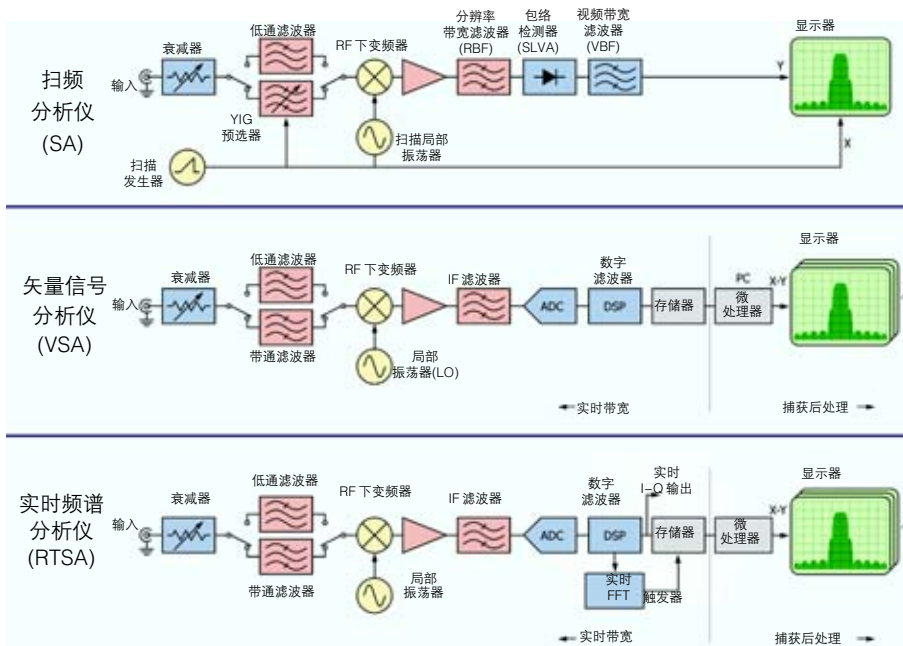 扫频
分析仪
(SA)
输入
衰减器
低通滤波器
YIG
预选器
RF 下变频器
扫描局部
振荡器
分辨率
带宽滤波器
(RBF)
包络
检测器
(SLVA)
视频带宽
滤波器
(VBF)
显示器
Y
X
扫描
发生器
矢量信号
分析仪
(VSA)
输入
衰减器
低通滤波器
带通滤波器
RF 下变频器
局部
振荡器(LO)
IF 滤波器
ADC
数字
滤波器
DSP
存储器
PC
微
处理器
X-Y
显示器
实时带宽
捕获后处理
实时频谱
分析仪
(RTSA)
输入
衰减器
低通滤波器
带通滤波器
RF 下变频器
局部
振荡器
IF 滤波器
ADC
数字
滤波器
DSP
实时
I-Q 输出
存储器
实时
FFT
触发器
微
处理器
X-Y
显示器
实时带宽
捕获后处理